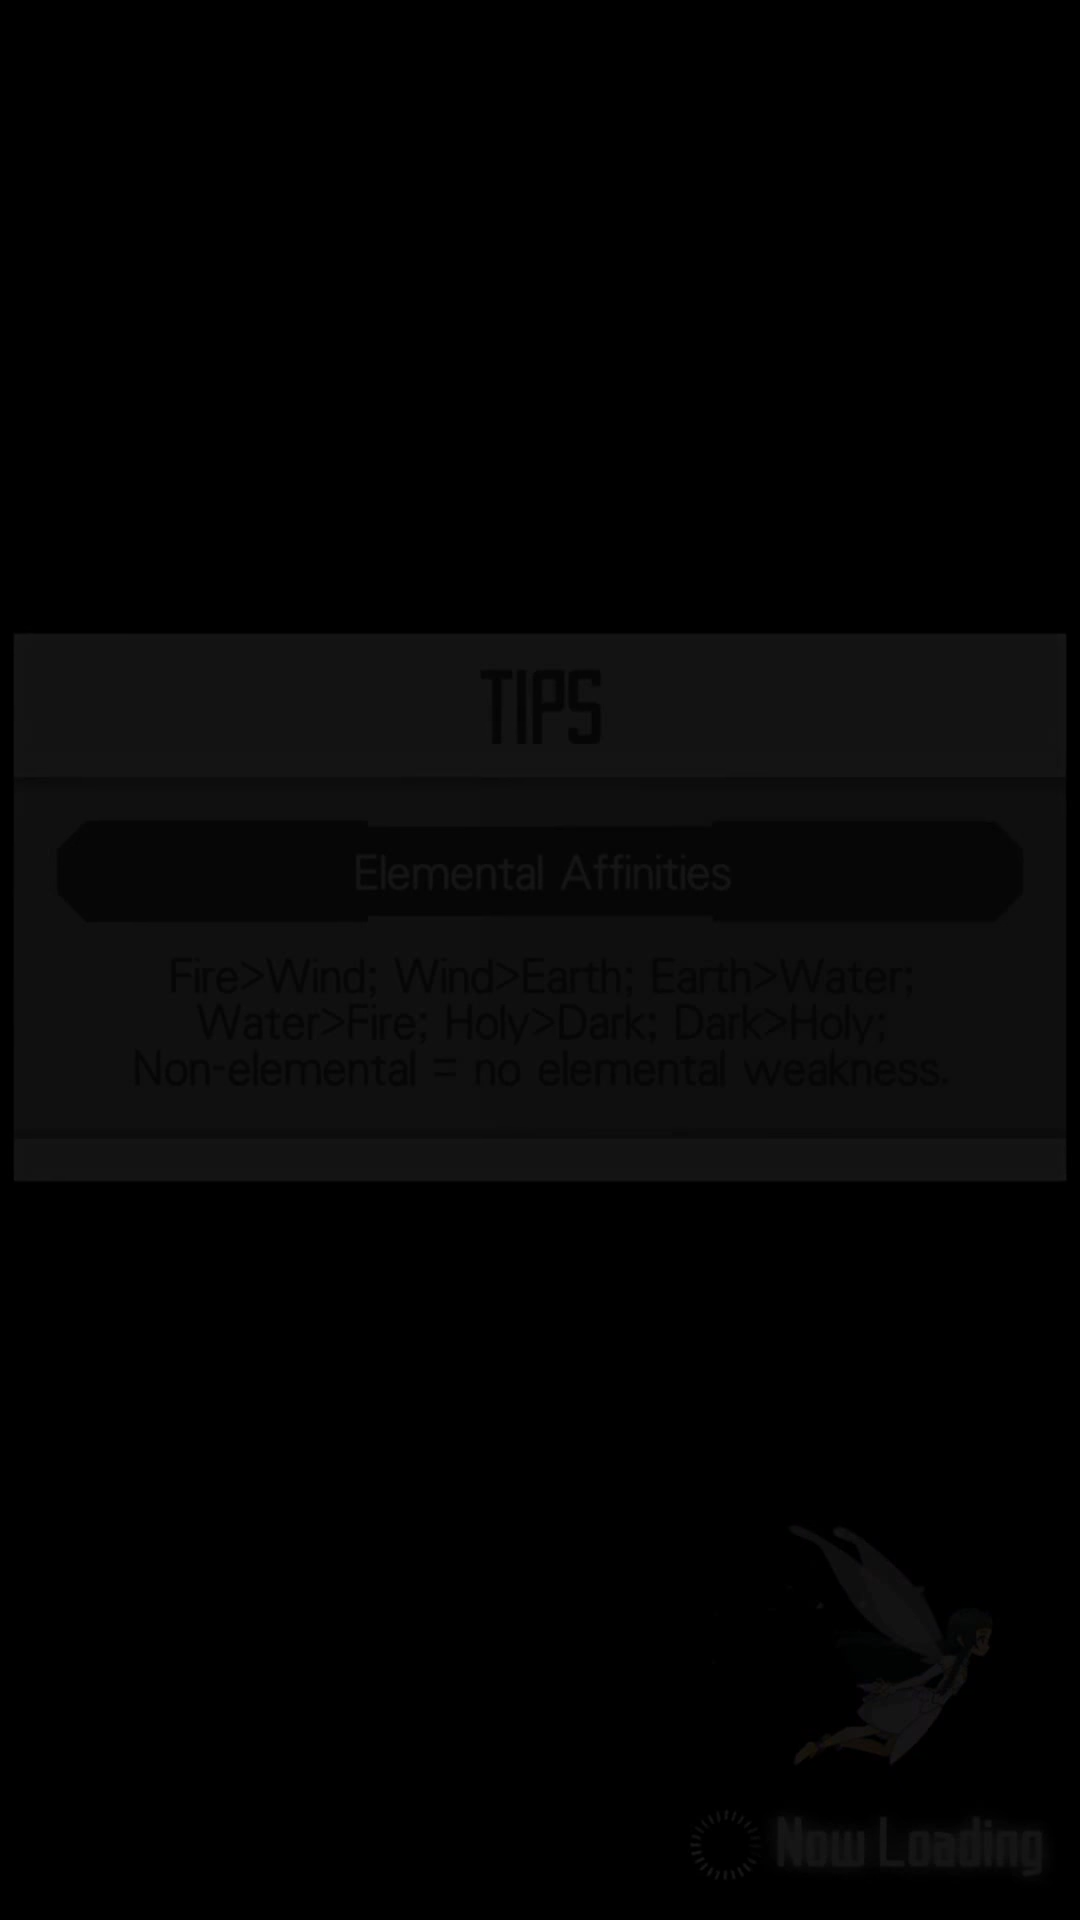 TIPS
Elemental Affinities
Fire>Wind; Wind>Earth; Earth>Water;
Water>Fire; Holy>Dark; Dark>Holy;
Non-elemental = no elemental weakness.
Now Loading